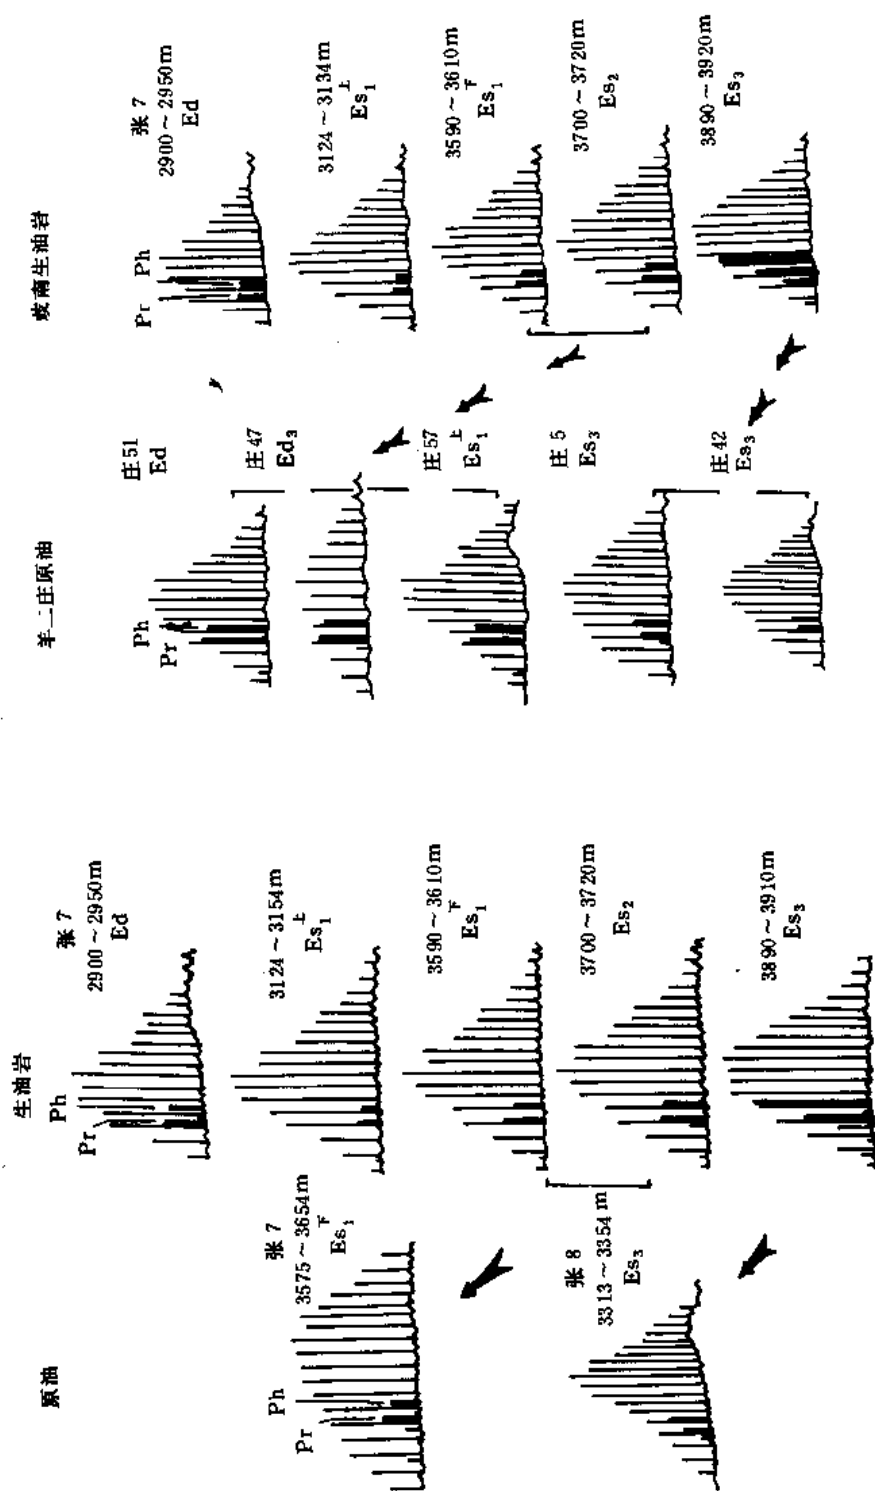 原油
张 7
3575～3654m
Es₁下
Pr
Ph
张 8
3313～3354m
Es₃
生油岩
张 7
2900～2950m
Ed
Pr
Ph
3124～3154m
Es₁上
3590～3610m
Es₁下
3700～3720m
Es₂
3890～3910m
Es₃
羊二庄原油
庄51
Ed
Pr
Ph
庄47
Ed₃
庄57
Es₁上
庄 5
Es₃
庄42
Es₃
歧南生油岩
张 7
2900～2950m
Ed
Pr
Ph
3124～3134m
Es₁上
3590～3610m
Es₁下
3700～3720m
Es₂
3890～3920m
Es₃